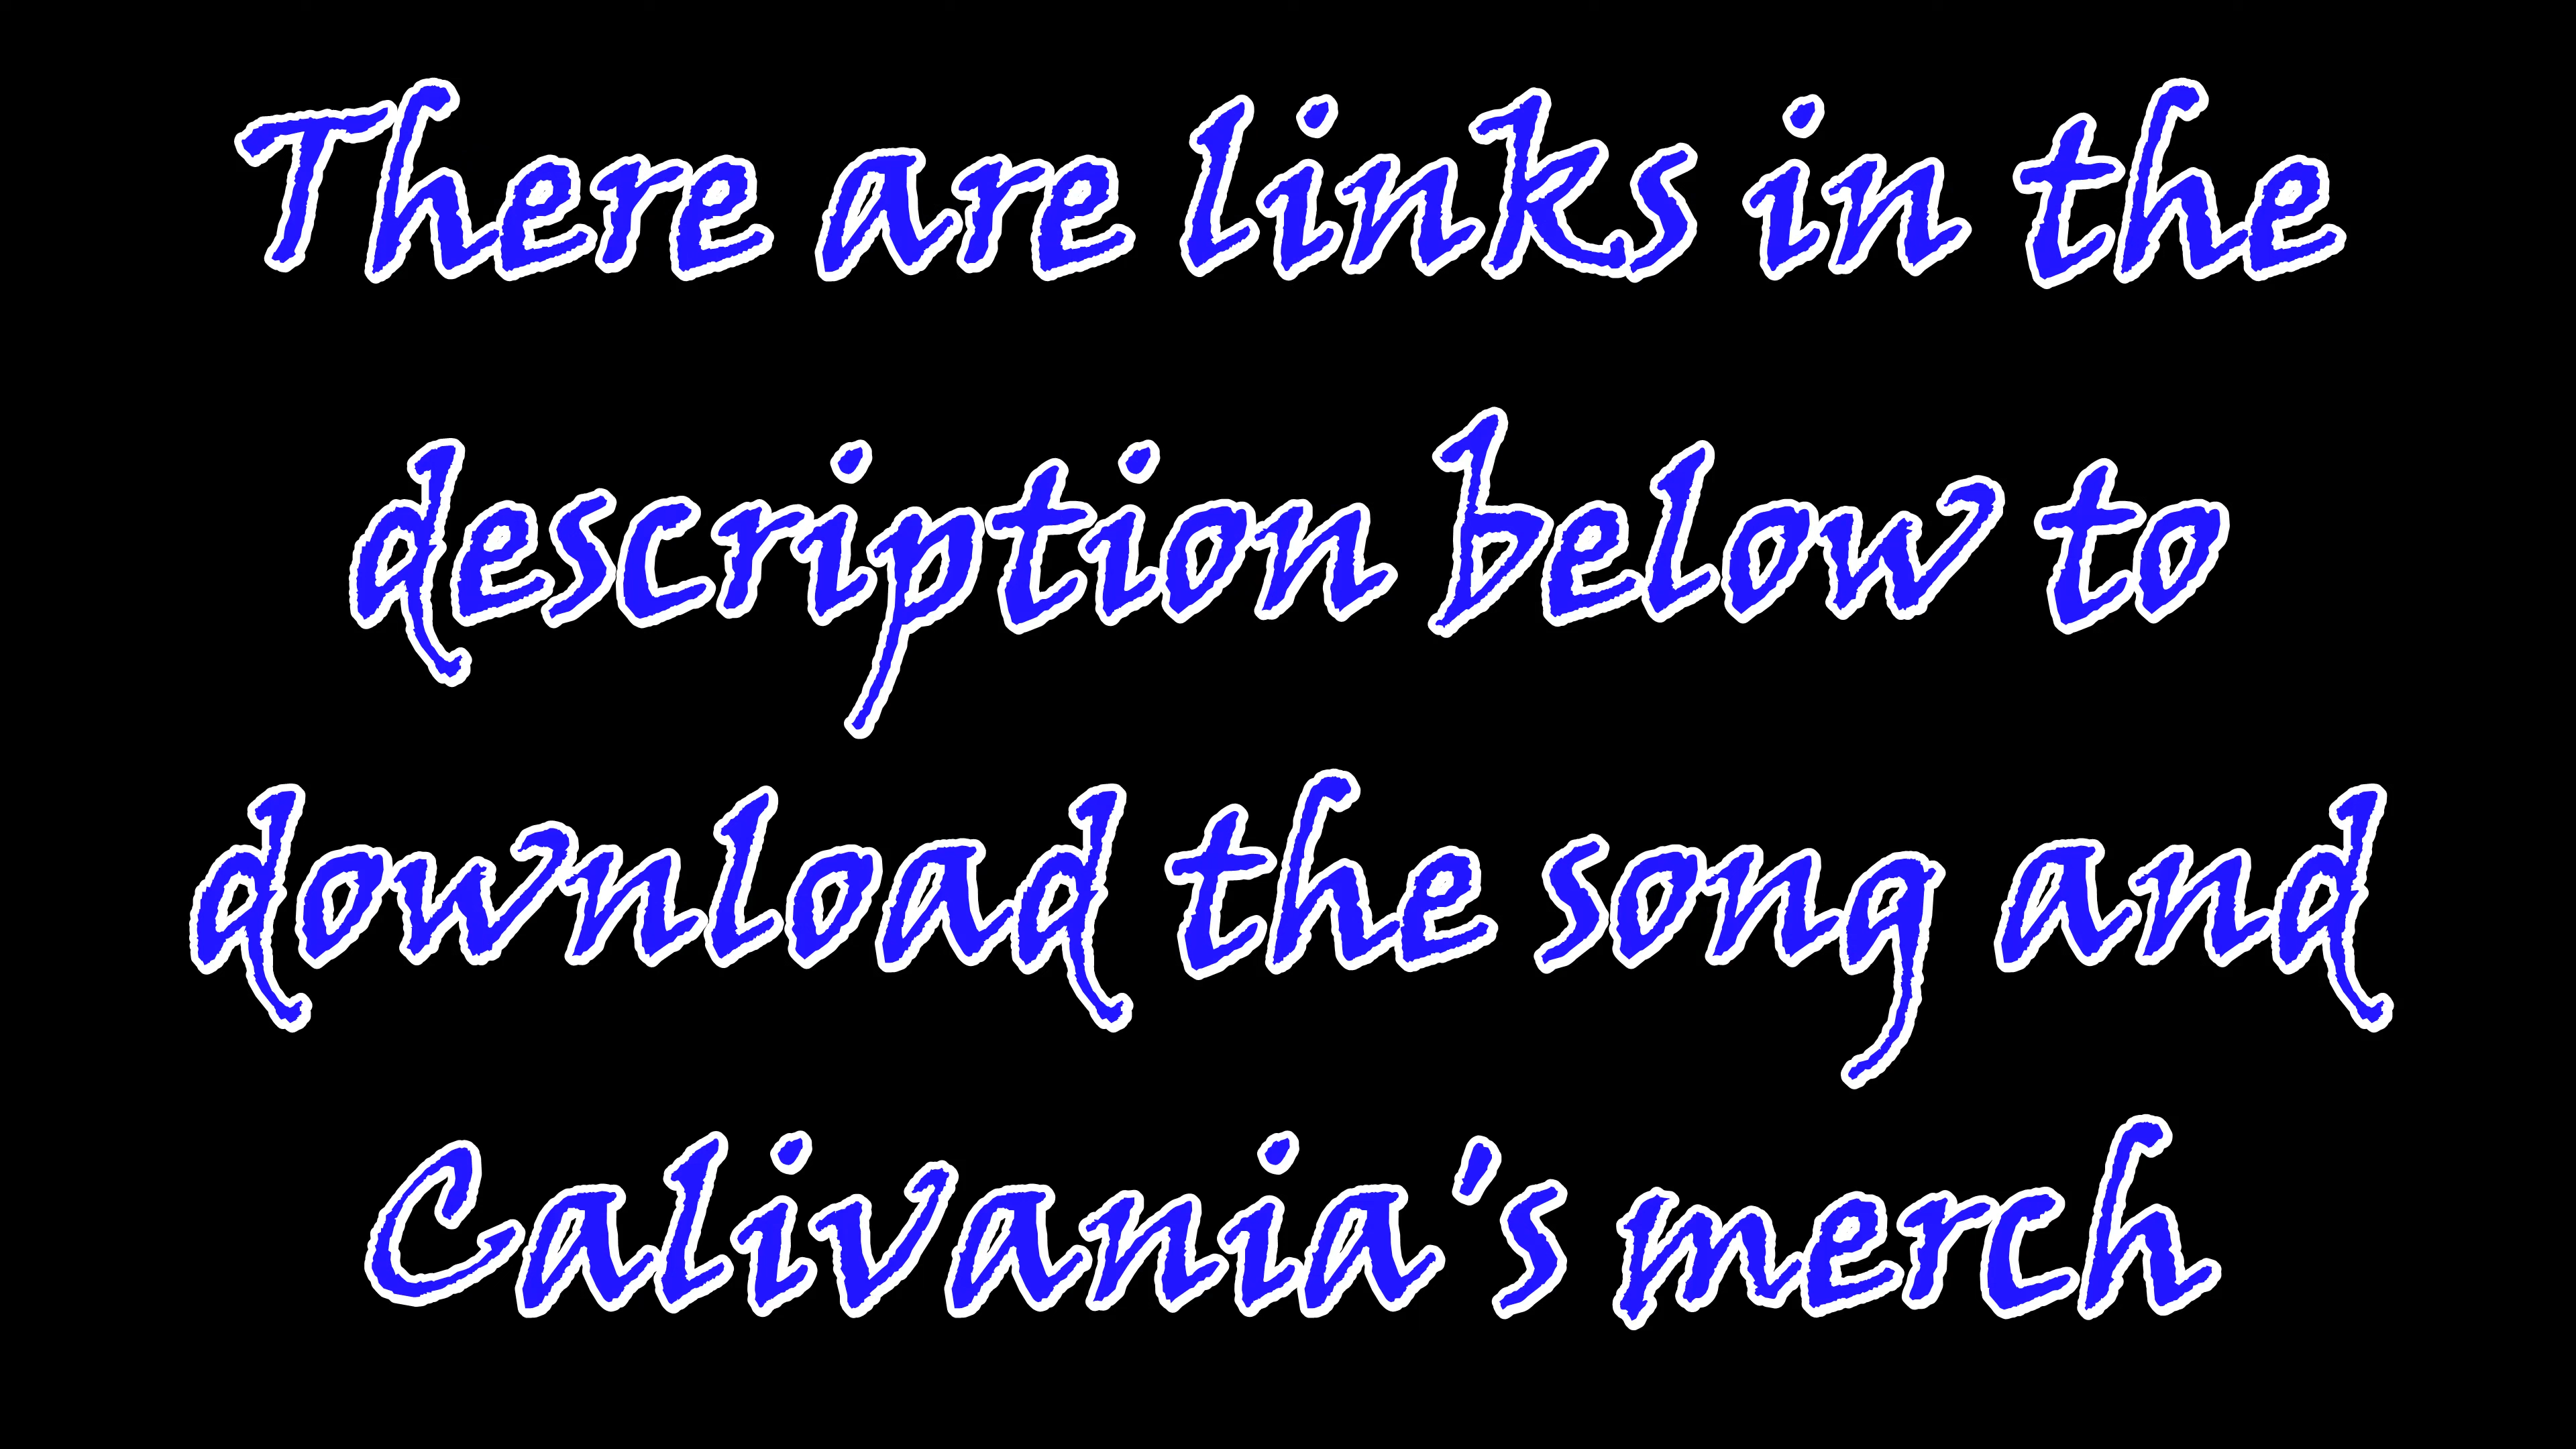 There are links in the
description below to
download the song and
Calivania's merch